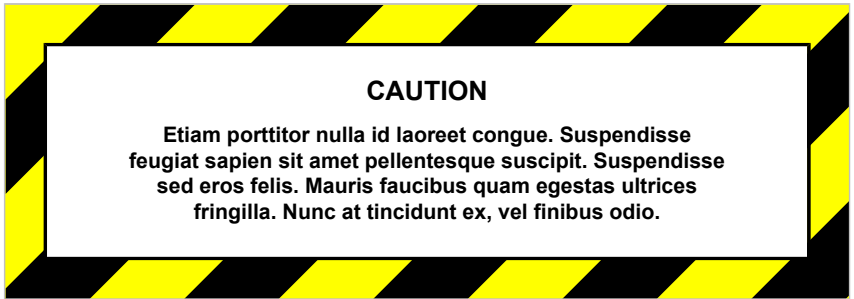 CAUTION
Etiam porttitor nulla id laoreet congue. Suspendisse
feugiat sapien sit amet pellentesque suscipit. Suspendisse
sed eros felis. Mauris faucibus quam egestas ultrices
fringilla. Nunc at tincidunt ex, vel finibus odio.